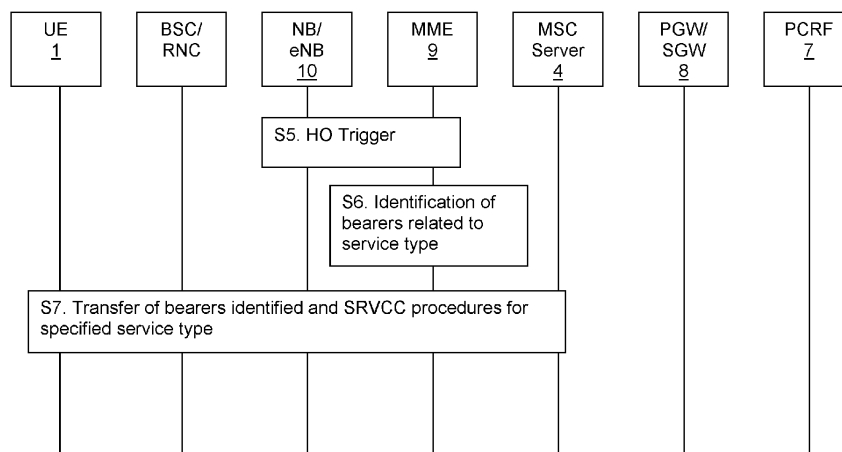 UE
1
BSC/
RNC
NB/
eNB
10
MME
9
MSC
Server
4
PGW/
SGW
8
PCRF
7
S5. HO Trigger
S6. Identification of
bearers related to
service type
S7. Transfer of bearers identified and SRVCC procedures for
specified service type